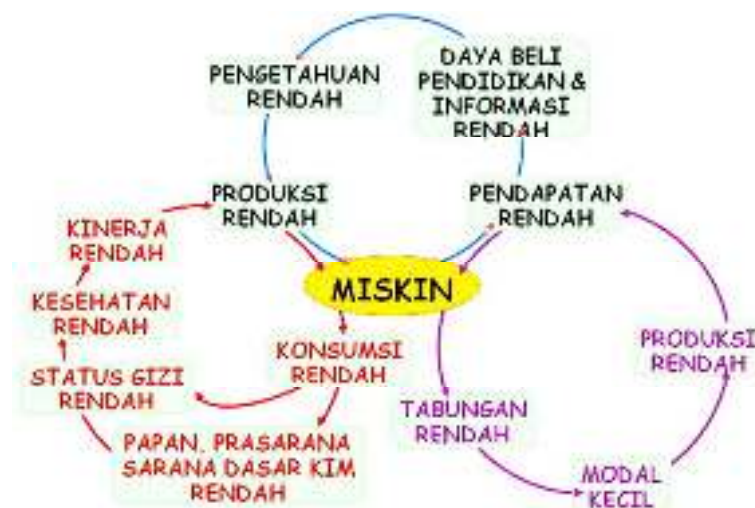 PENGETAHUAN
RENDAH
DAYA BELI
PENDIDIKAN &
INFORMASI
RENDAH
PRODUKSI
RENDAH
PENDAPATAN
RENDAH
KINERJA
RENDAH
MISKIN
KESEHATAN
RENDAH
KONSUMSI
RENDAH
PRODUKSI
RENDAH
STATUS GIZI
RENDAH
TABUNGAN
RENDAH
PAPAN, PRASARANA
SARANA DASAR KIM
RENDAH
MODAL
KECIL